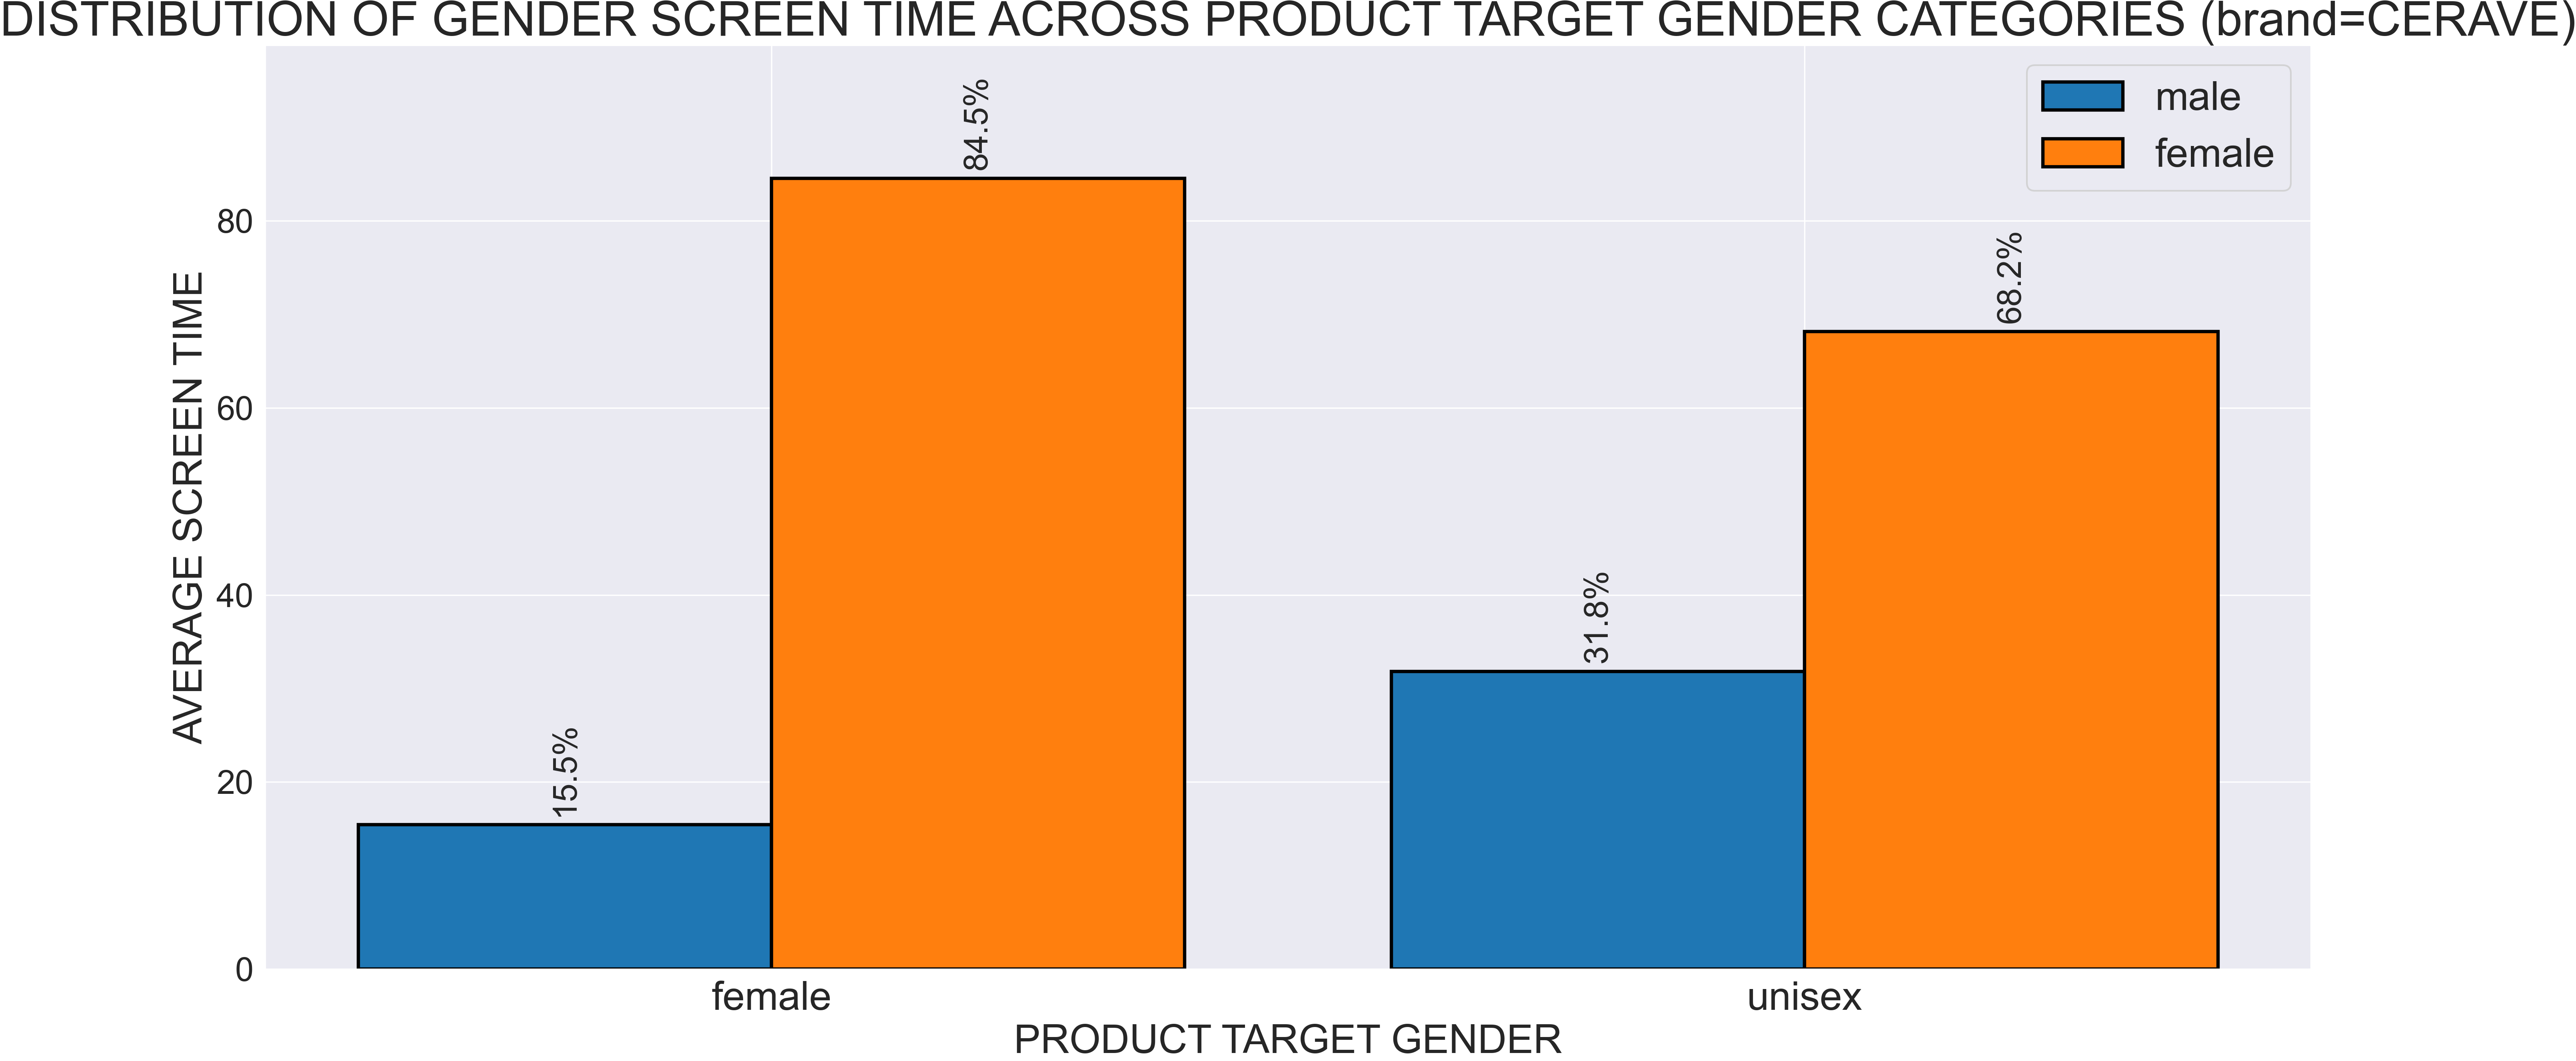 DISTRIBUTION OF GENDER SCREEN TIME ACROSS PRODUCT TARGET GENDER CATEGORIES (brand=CERAVE)
male
female
84.5%
68.2%
31.8%
15.5%
AVERAGE SCREEN TIME
80
60
40
20
0
female
unisex
PRODUCT TARGET GENDER